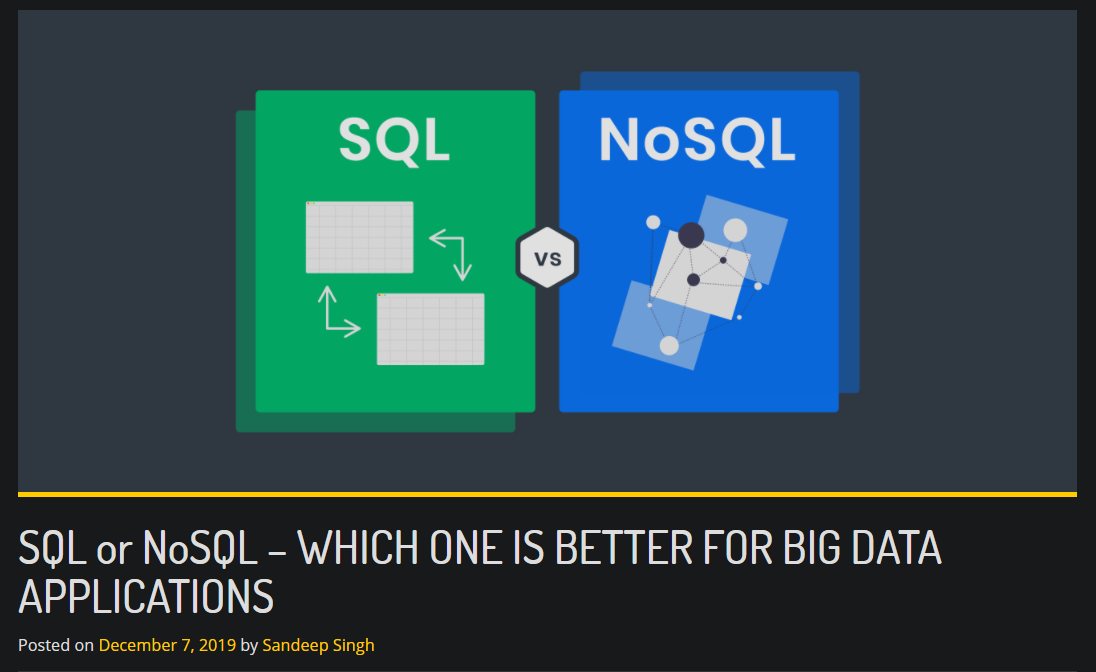 SQL
NoSQL
VS
SQL or NoSQL – WHICH ONE IS BETTER FOR BIG DATA
APPLICATIONS
Posted on December 7, 2019 by Sandeep Singh